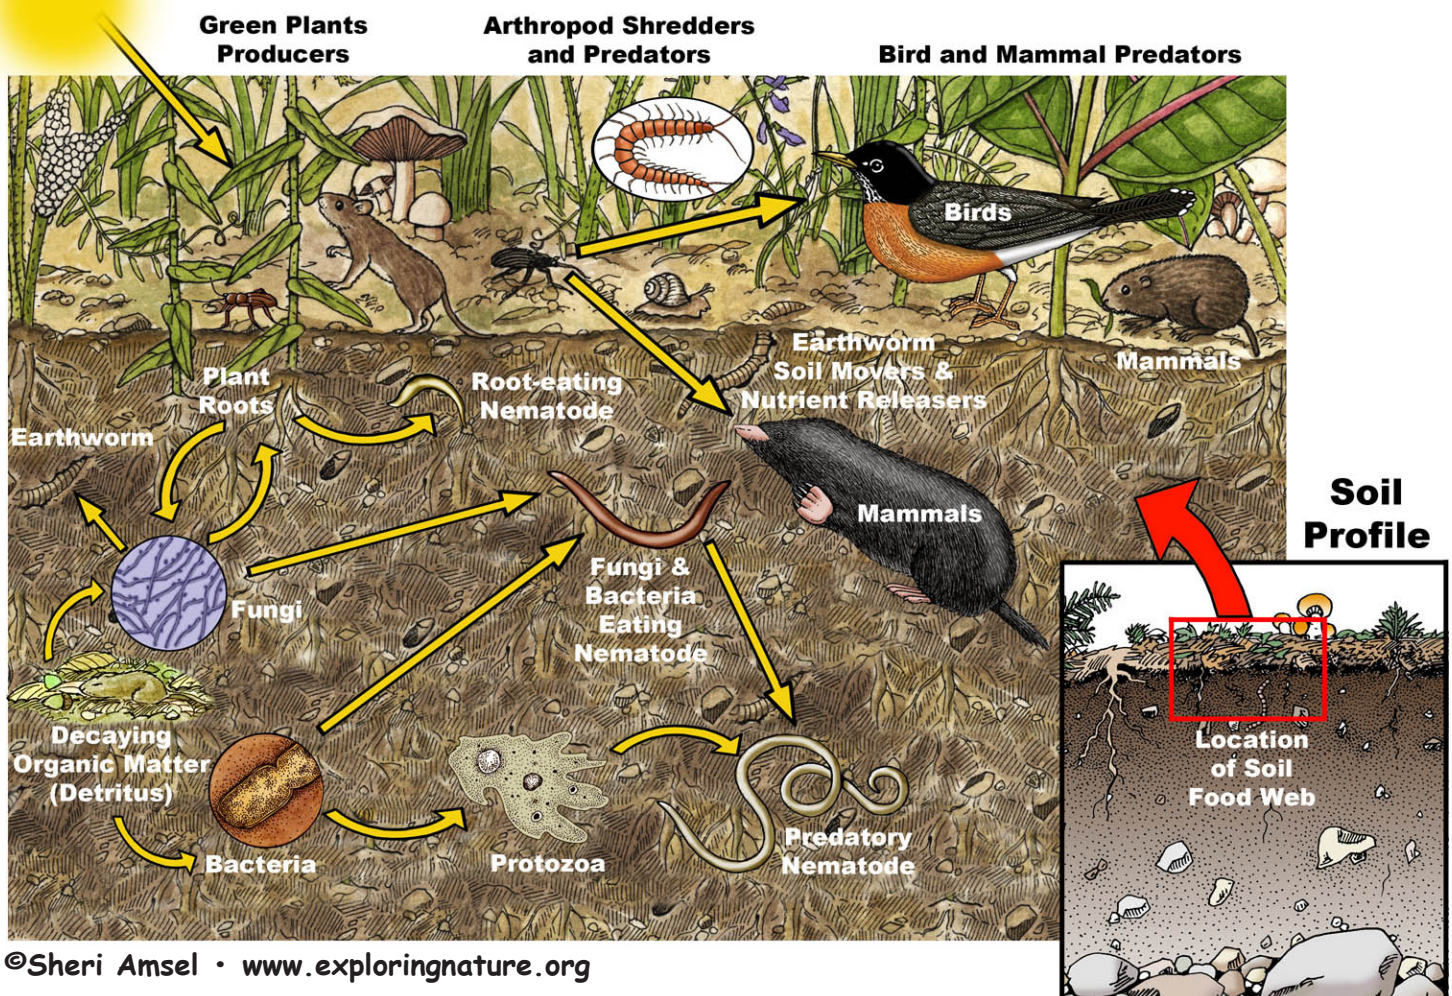 Green Plants
Producers
Arthropod Shredders
and Predators
Bird and Mammal Predators
Birds
Mammals
Earthworm
Soil Movers &
Nutrient Releasers
Plant
Roots
Root-eating
Nematode
Earthworm
Mammals
Fungi
Fungi &
Bacteria
Eating
Nematode
Decaying
Organic Matter
(Detritus)
Bacteria
Protozoa
Predatory
Nematode
Soil
Profile
Location
of Soil
Food Web
©Sheri Amsel • www.exploringnature.org